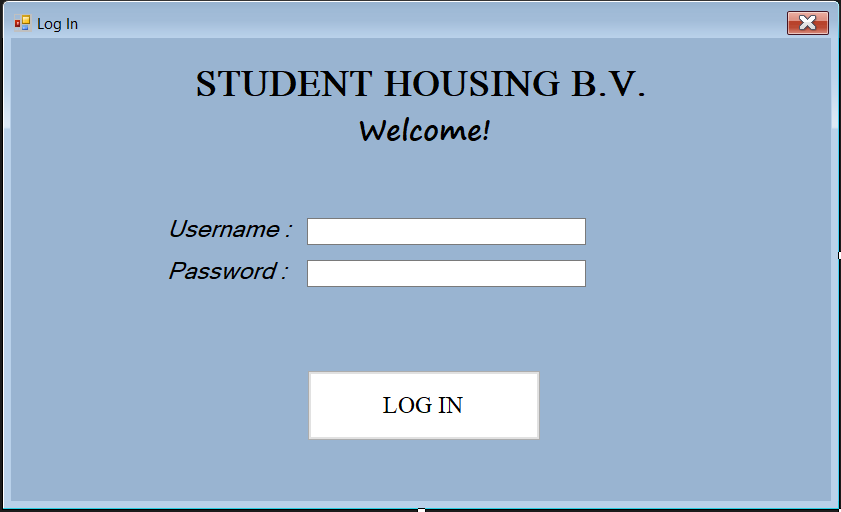 Log In
STUDENT HOUSING B.V.
Welcome!
Username :
Password :
LOG IN